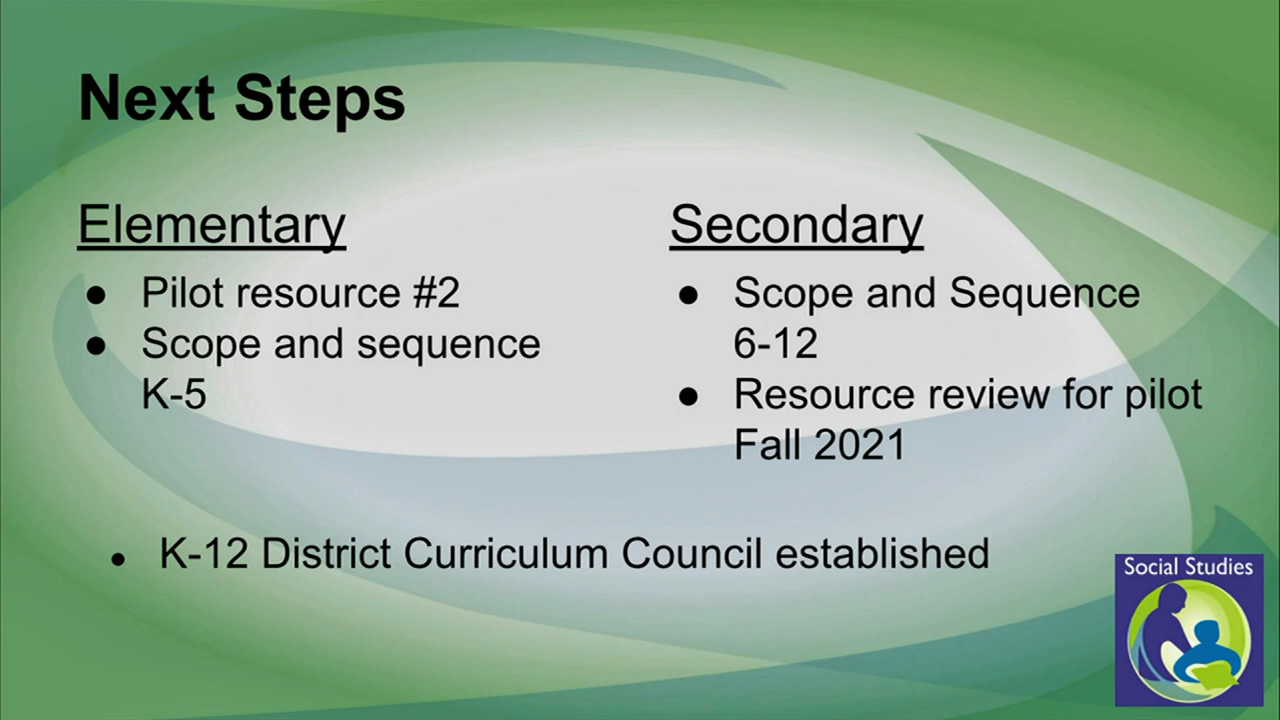 Next Steps
Elementary
● Pilot resource #2
● Scope and sequence
K-5
Secondary
● Scope and Sequence
6-12
● Resource review for pilot
Fall 2021
● K-12 District Curriculum Council established
Social Studies